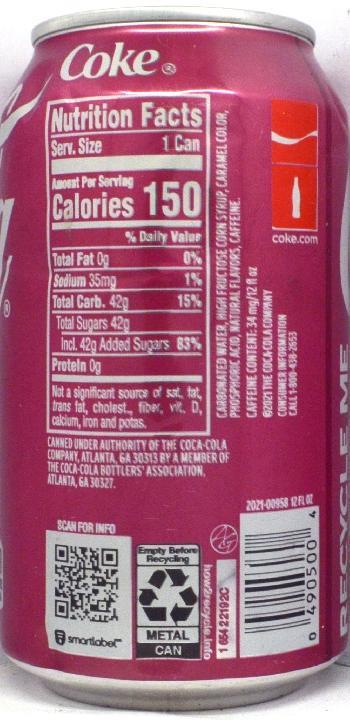 Coke®
Nutrition Facts
Serv. Size 1 Can
Amount Per Serving
Calories 150
% Daily Value
Total Fat 0g 0%
Sodium 35mg 1%
Total Carb. 42g 15%
Total Sugars 42g
Incl. 42g Added Sugars 83%
Protein 0g
Not a significant source of sat. fat,
trans fat, cholest., fiber, vit. D,
calcium, iron and potas.
CARBONATED WATER, HIGH FRUCTOSE CORN SYRUP, CARAMEL COLOR,
PHOSPHORIC ACID, NATURAL FLAVORS, CAFFEINE.
CAFFEINE CONTENT: 34 mg/12 fl oz
©2021 THE COCA-COLA COMPANY
CONSUMER INFORMATION
CALL 1-800-438-2653
coke.com
CANNED UNDER AUTHORITY OF THE COCA-COLA
COMPANY, ATLANTA, GA 30313 BY A MEMBER OF
THE COCA-COLA BOTTLERS' ASSOCIATION,
ATLANTA, GA 30327.
SCAN FOR INFO
smartlabel™
Empty Before
Recycling
METAL
CAN
how2recycle.info
2021-00958 12 FL OZ
0 490500 4
RECYCLE ME